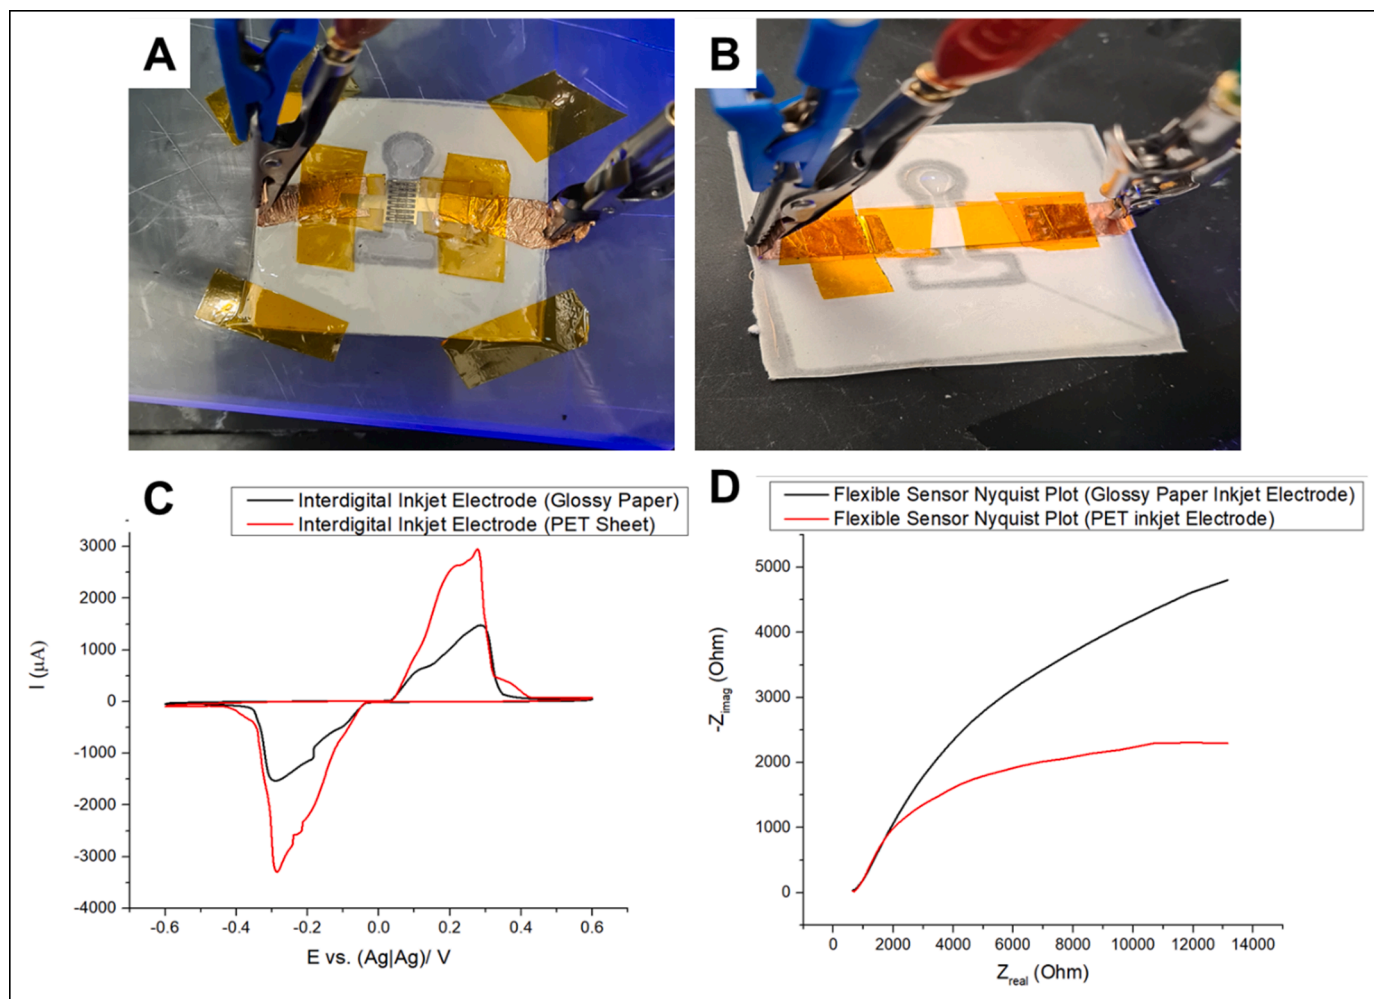 A
B
C
Interdigital Inkjet Electrode (Glossy Paper)
Interdigital Inkjet Electrode (PET Sheet)
3000
2000
1000
0
-1000
-2000
-3000
-4000
I (µA)
-0.6
-0.4
-0.2
0.0
0.2
0.4
0.6
E vs. (Ag|Ag)/ V
D
Flexible Sensor Nyquist Plot (Glossy Paper Inkjet Electrode)
Flexible Sensor Nyquist Plot (PET inkjet Electrode)
5000
4000
3000
2000
1000
0
-Zimag (Ohm)
0
2000
4000
6000
8000
10000
12000
14000
Zreal (Ohm)